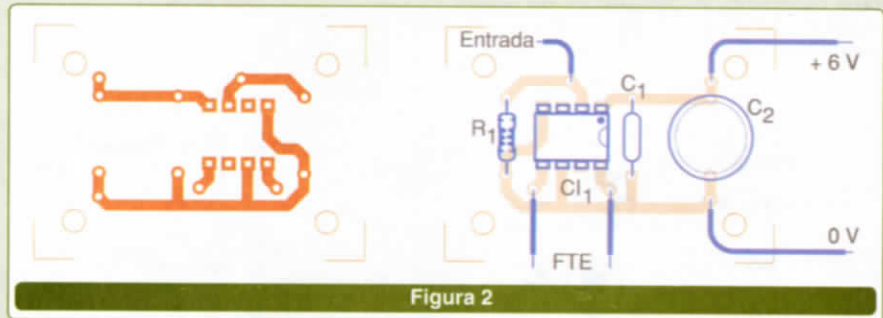 Entrada
+ 6 V
C1
C2
R1
CI1
0 V
FTE
Figura 2